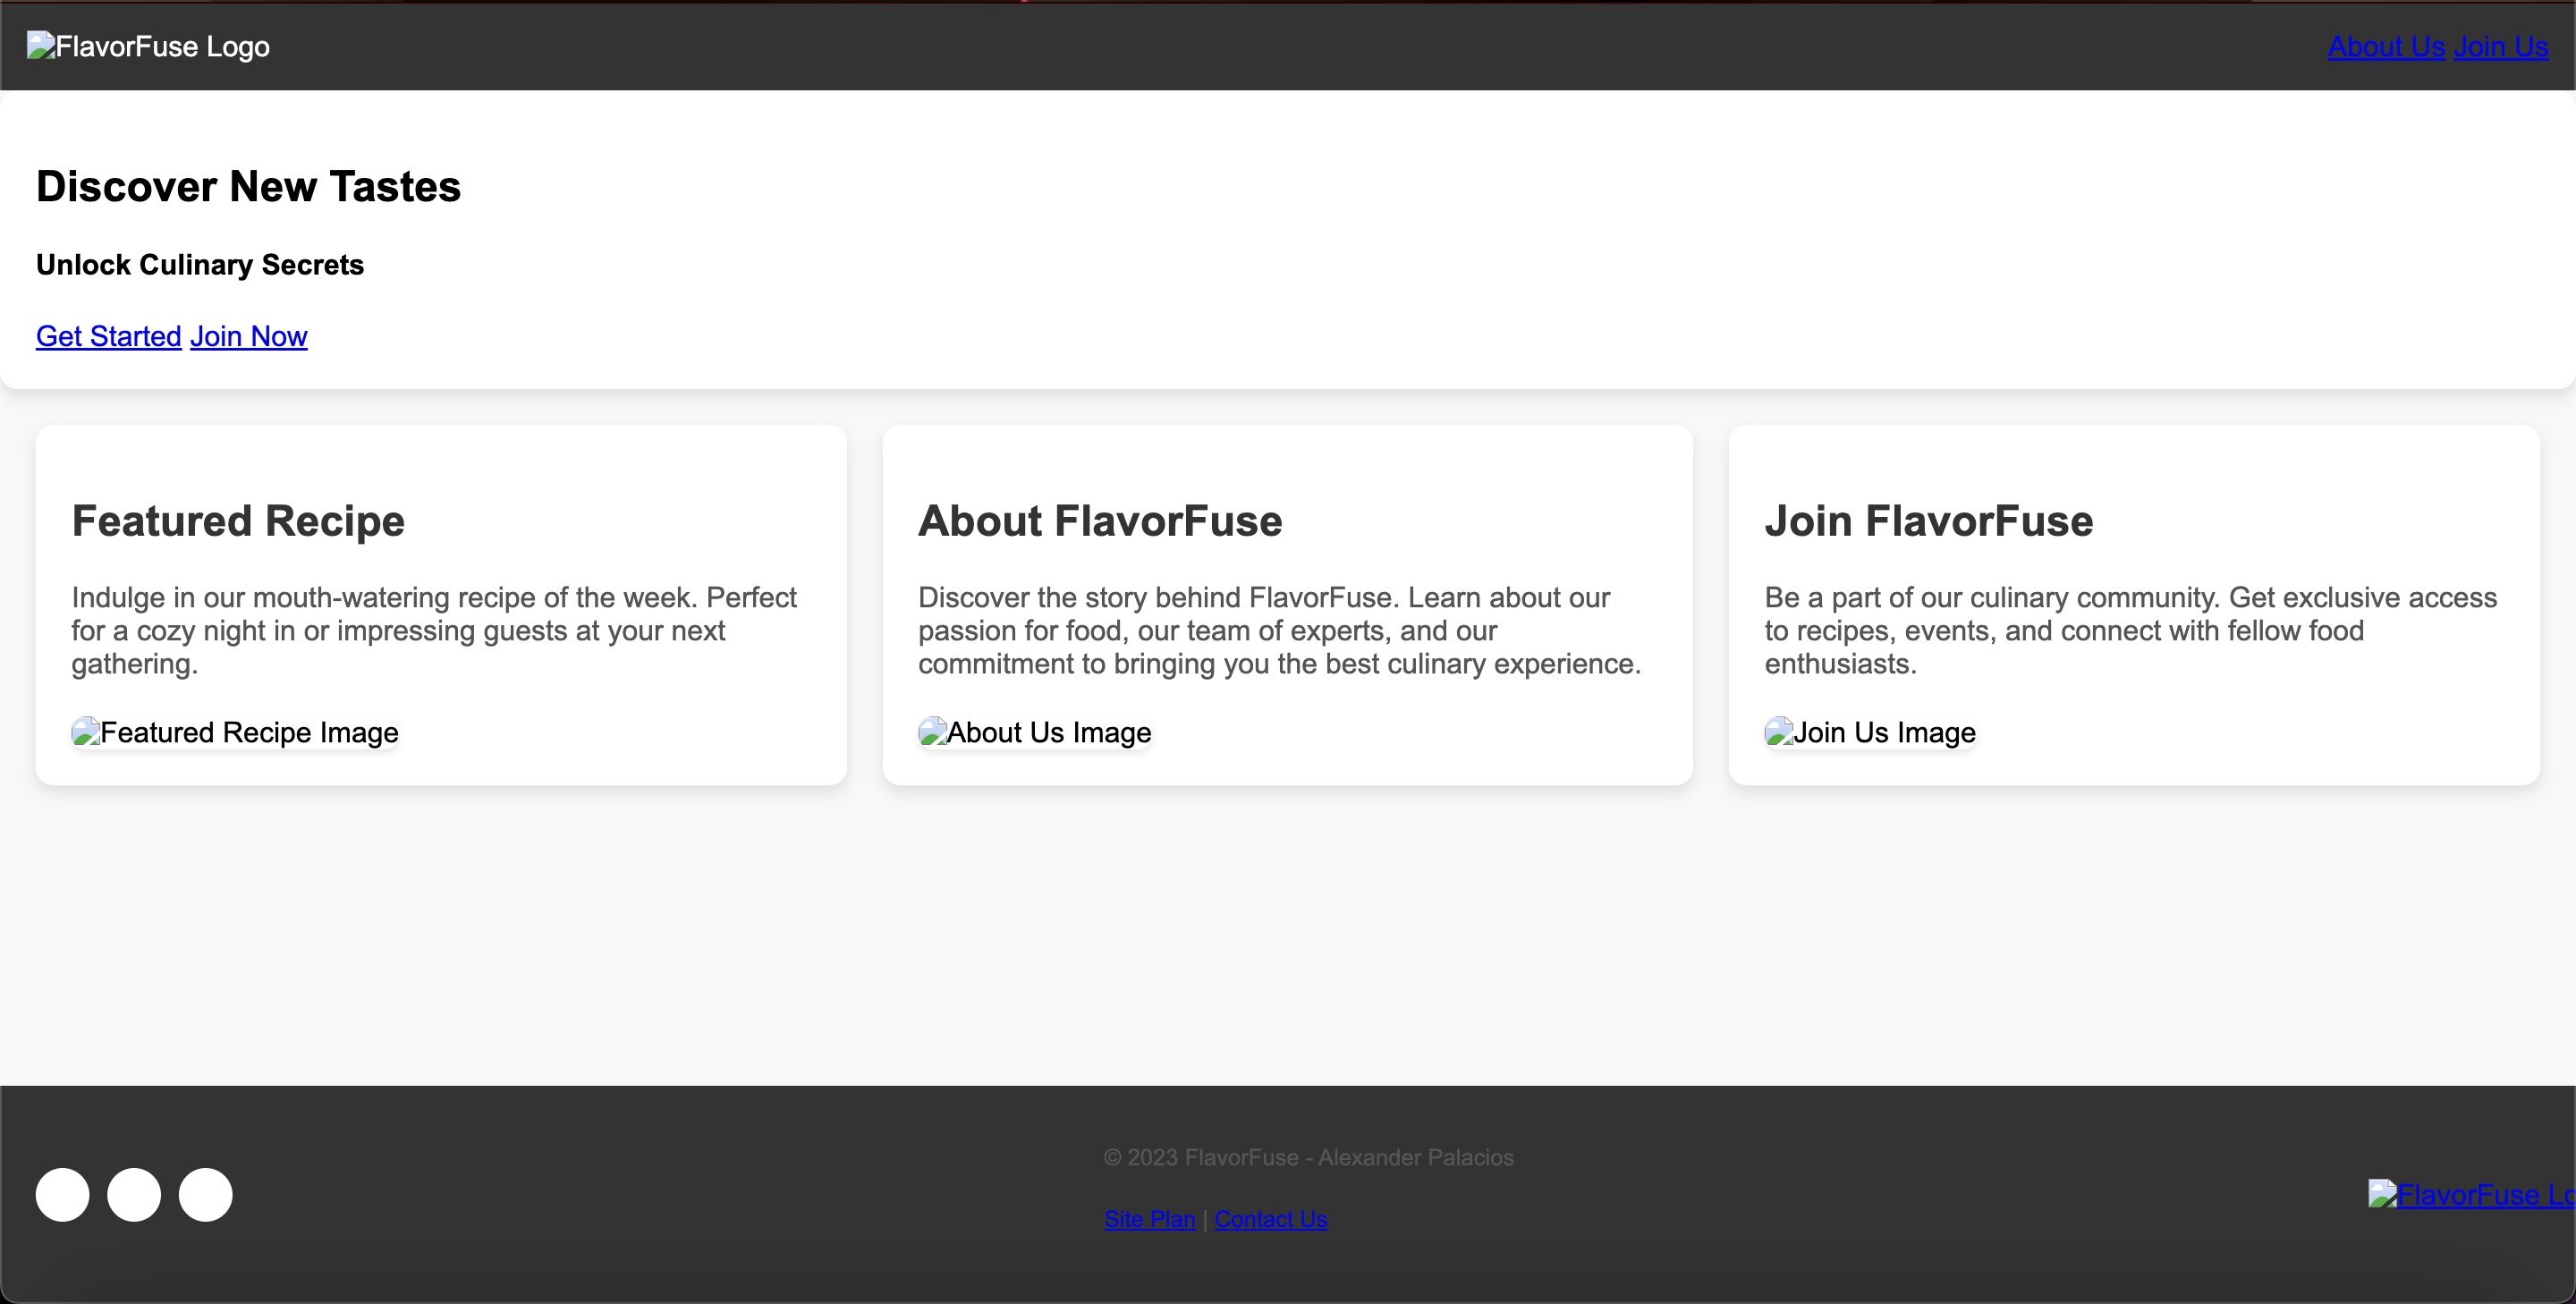 FlavorFuse Logo
About Us Join Us
Discover New Tastes
Unlock Culinary Secrets
Get Started Join Now
Featured Recipe
Indulge in our mouth-watering recipe of the week. Perfect
for a cozy night in or impressing guests at your next
gathering.
Featured Recipe Image
About FlavorFuse
Discover the story behind FlavorFuse. Learn about our
passion for food, our team of experts, and our
commitment to bringing you the best culinary experience.
About Us Image
Join FlavorFuse
Be a part of our culinary community. Get exclusive access
to recipes, events, and connect with fellow food
enthusiasts.
Join Us Image
© 2023 FlavorFuse - Alexander Palacios
Site Plan | Contact Us
FlavorFuse